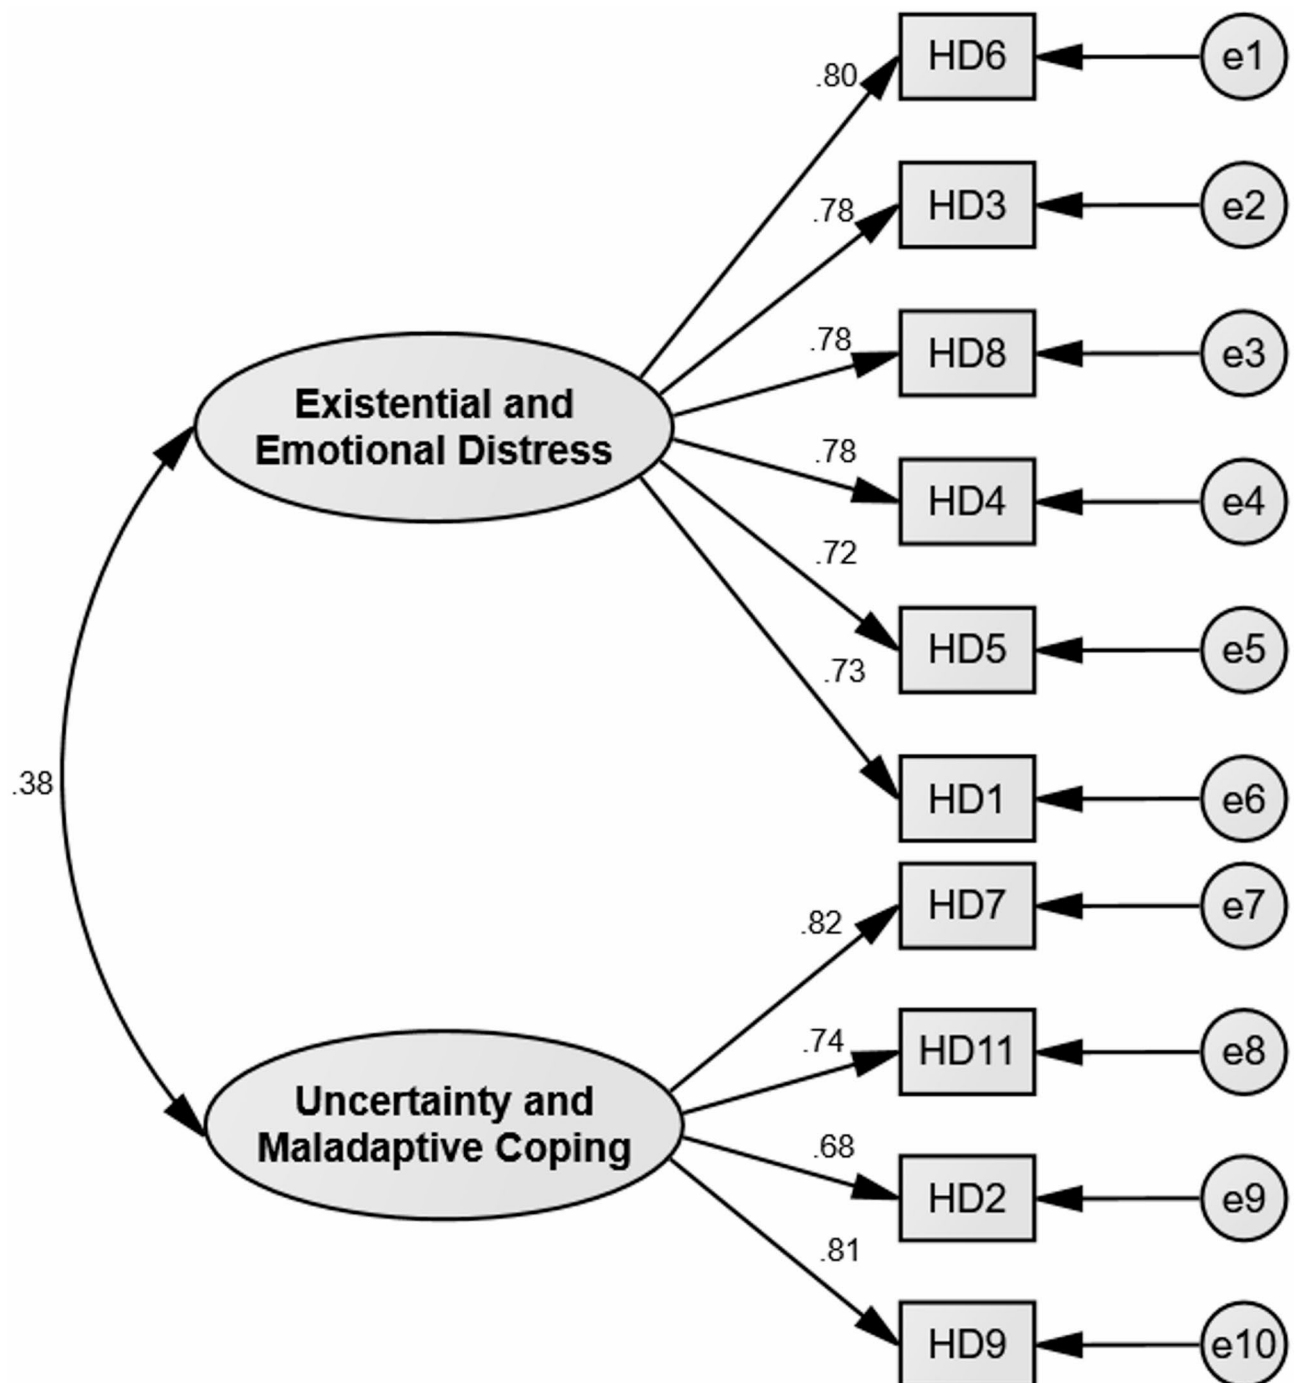 HD6
e1
.80
HD3
e2
.78
HD8
e3
.78
Existential and
Emotional Distress
HD4
e4
.78
HD5
e5
.72
HD1
e6
.73
.38
HD7
e7
.82
HD11
e8
.74
Uncertainty and
Maladaptive Coping
HD2
e9
.68
HD9
e10
.81